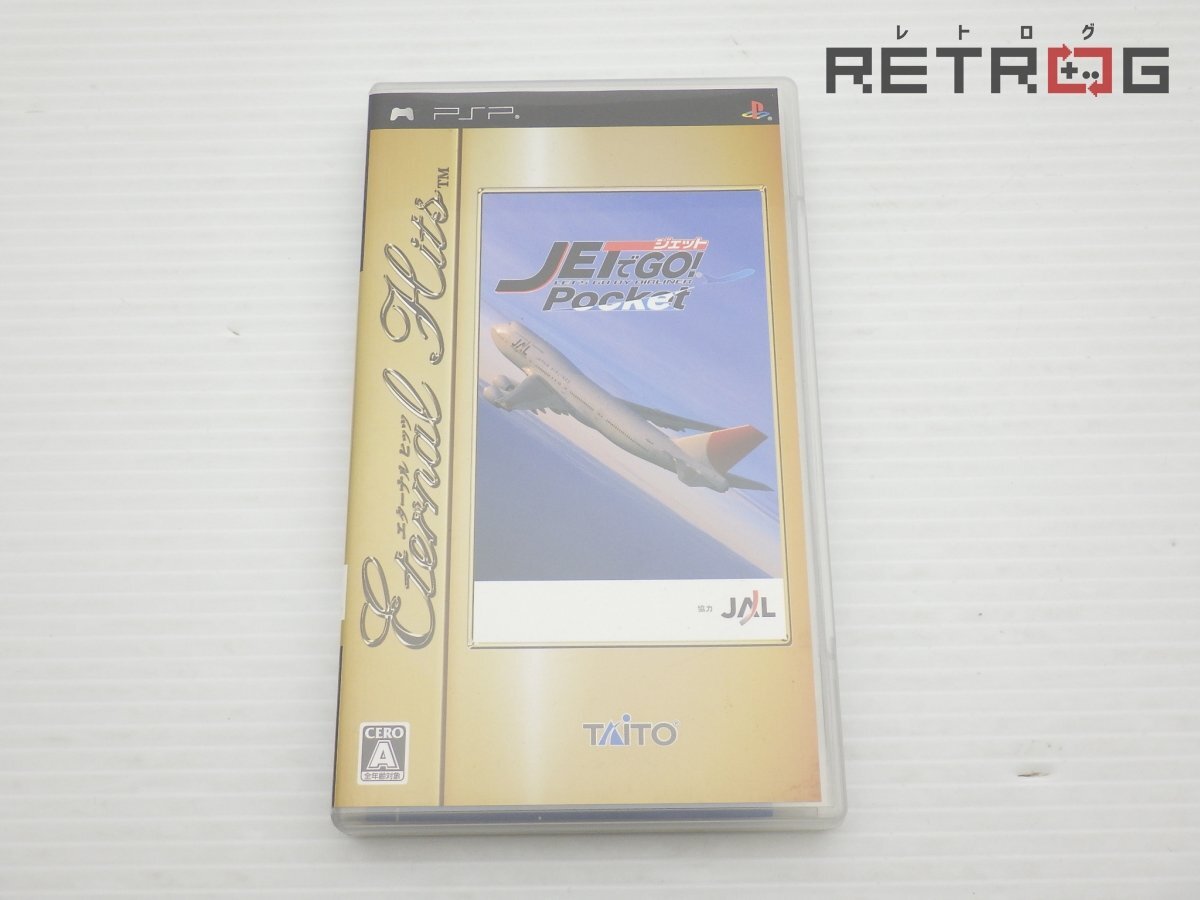 レトログ
RETROG
PSP®
Eternal Hits™
エターナル ヒッツ
ジェット
JETでGO!
LET'S GO BY AIRLINER
Pocket
JAL
協力 JAL
TAITO®
CERO
A
全年齢対象